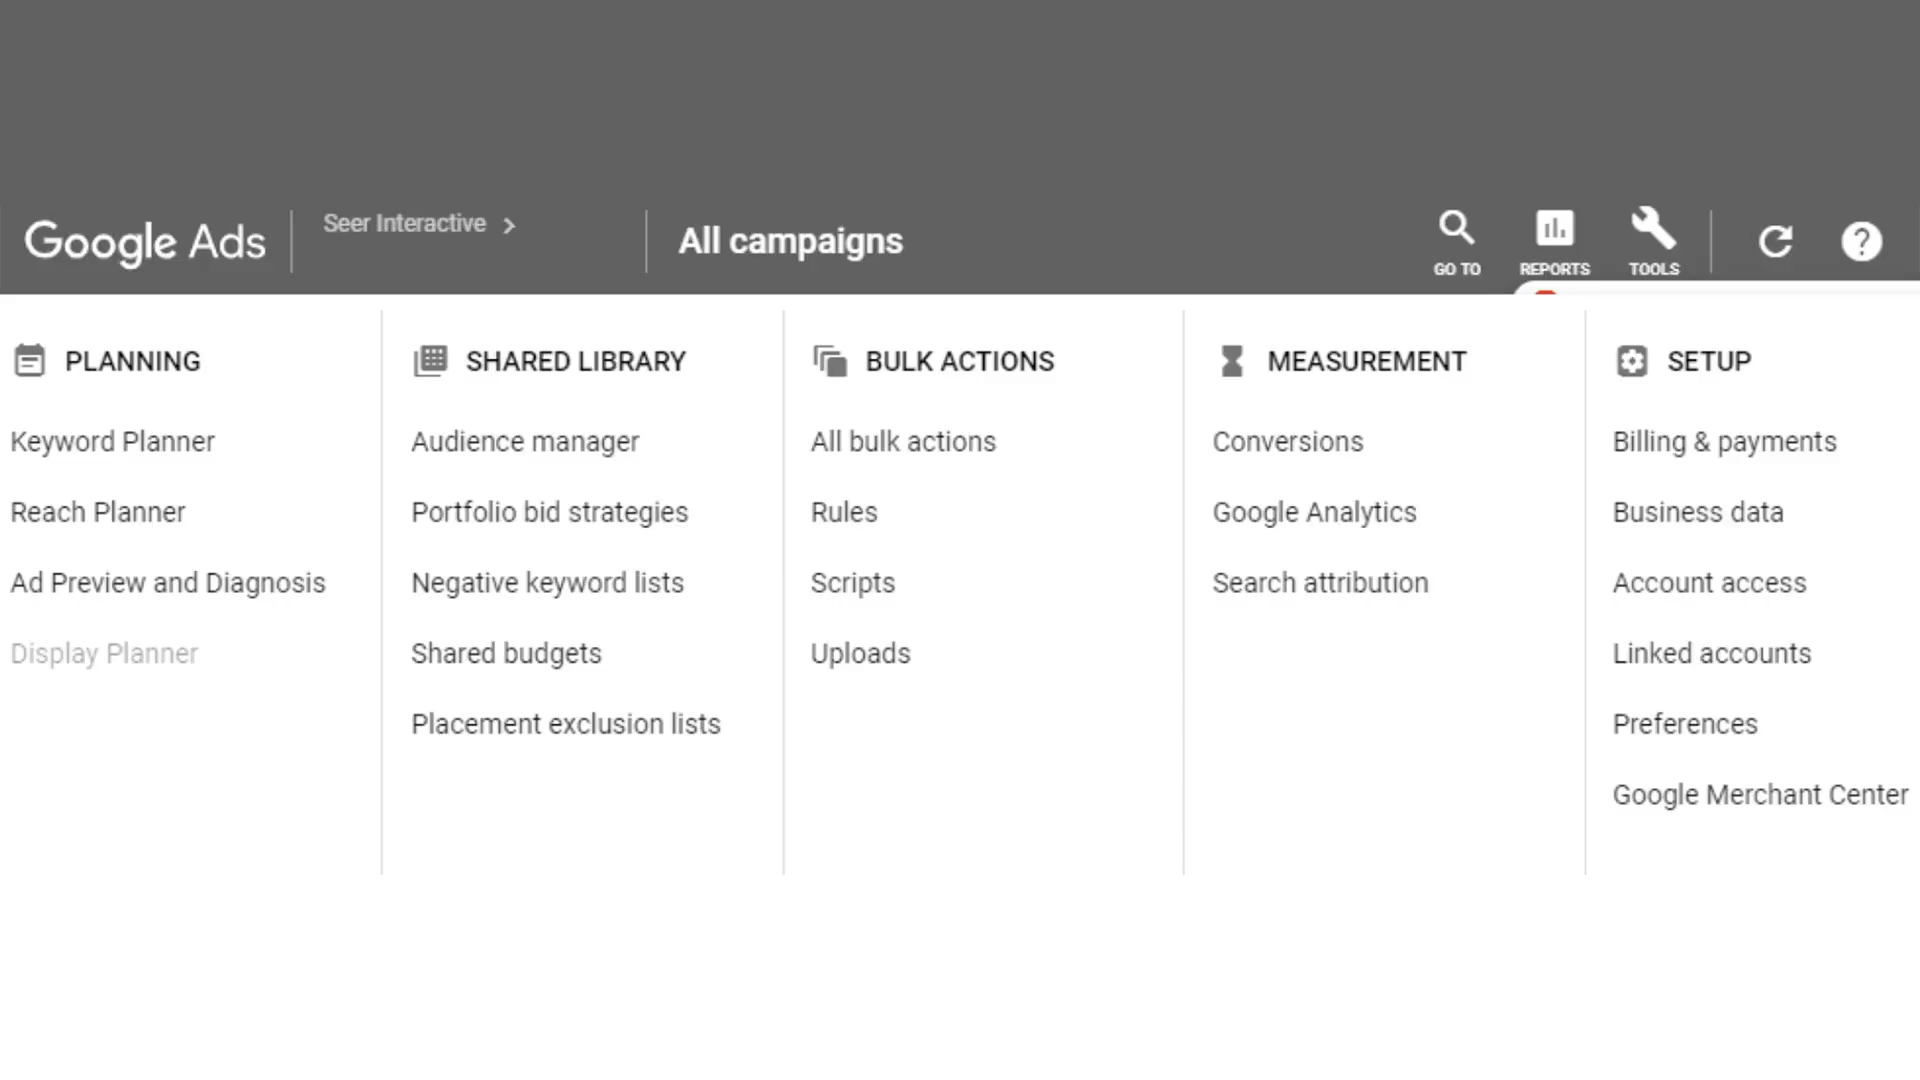 Google Ads
Seer Interactive
All campaigns
GO TO
REPORTS
TOOLS
PLANNING
Keyword Planner
Reach Planner
Ad Preview and Diagnosis
Display Planner
SHARED LIBRARY
Audience manager
Portfolio bid strategies
Negative keyword lists
Shared budgets
Placement exclusion lists
BULK ACTIONS
All bulk actions
Rules
Scripts
Uploads
MEASUREMENT
Conversions
Google Analytics
Search attribution
SETUP
Billing & payments
Business data
Account access
Linked accounts
Preferences
Google Merchant Center